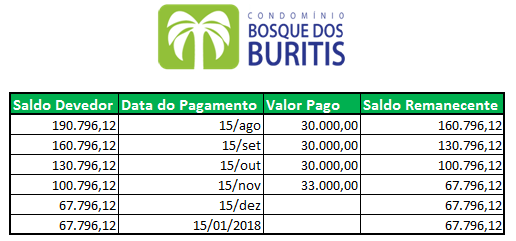 CONDOMÍNIO
BOSQUE DOS
BURITIS
Saldo Devedor Data do Pagamento Valor Pago Saldo Remanecente
190.796,12 15/ago 30.000,00 160.796,12
160.796,12 15/set 30.000,00 130.796,12
130.796,12 15/out 30.000,00 100.796,12
100.796,12 15/nov 33.000,00 67.796,12
67.796,12 15/dez 67.796,12
67.796,12 15/01/2018 67.796,12